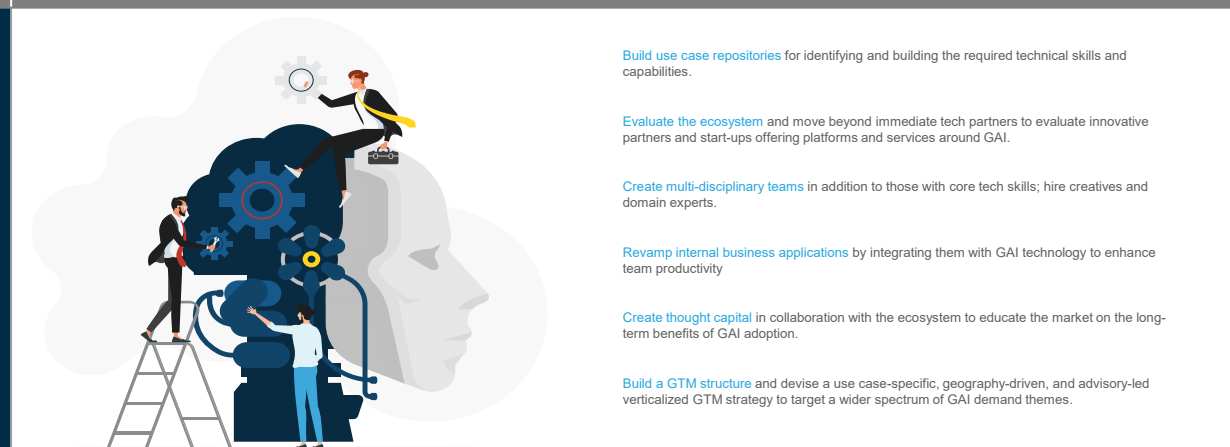 Build use case repositories for identifying and building the required technical skills and
capabilities.
Evaluate the ecosystem and move beyond immediate tech partners to evaluate innovative
partners and start-ups offering platforms and services around GAI.
Create multi-disciplinary teams in addition to those with core tech skills; hire creatives and
domain experts.
Revamp internal business applications by integrating them with GAI technology to enhance
team productivity
Create thought capital in collaboration with the ecosystem to educate the market on the long-
term benefits of GAI adoption.
Build a GTM structure and devise a use case-specific, geography-driven, and advisory-led
verticalized GTM strategy to target a wider spectrum of GAI demand themes.